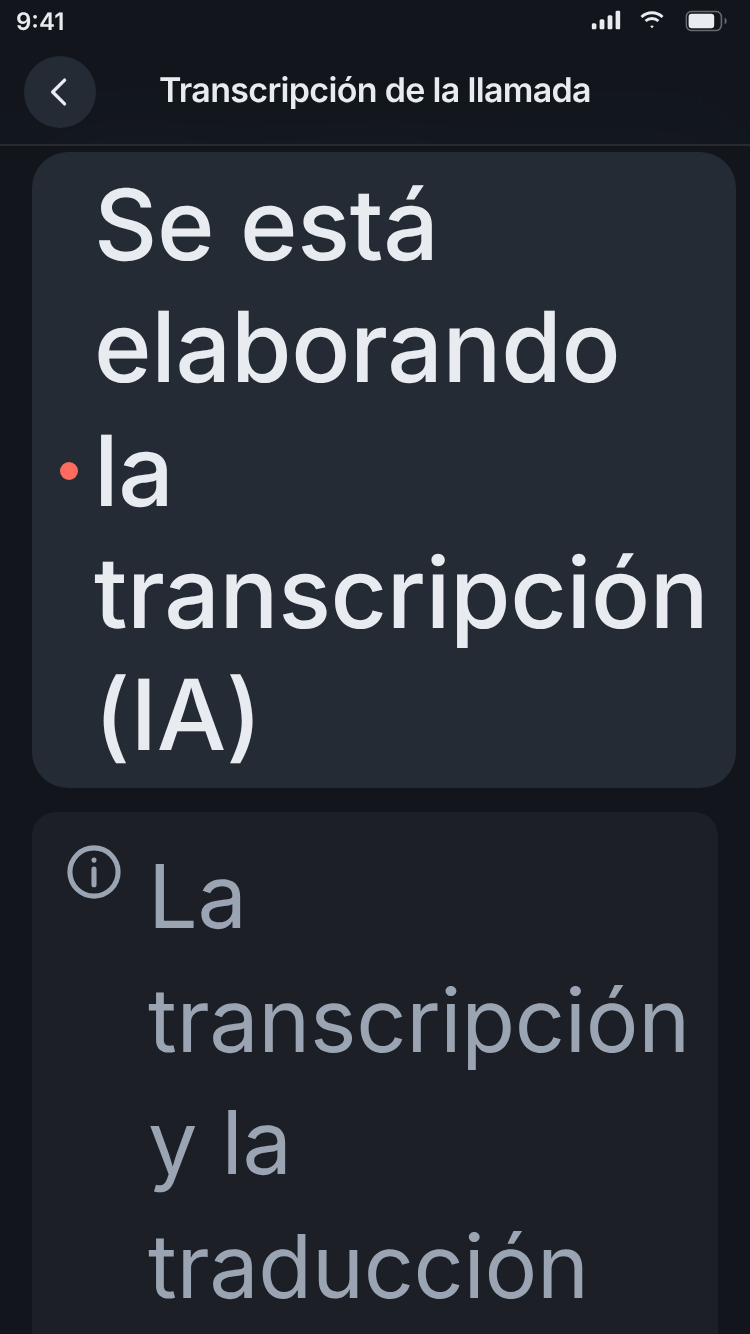 9:41
Transcripción de la llamada
Se está
elaborando
la
transcripción
(IA)
La
transcripción
y la
traducción